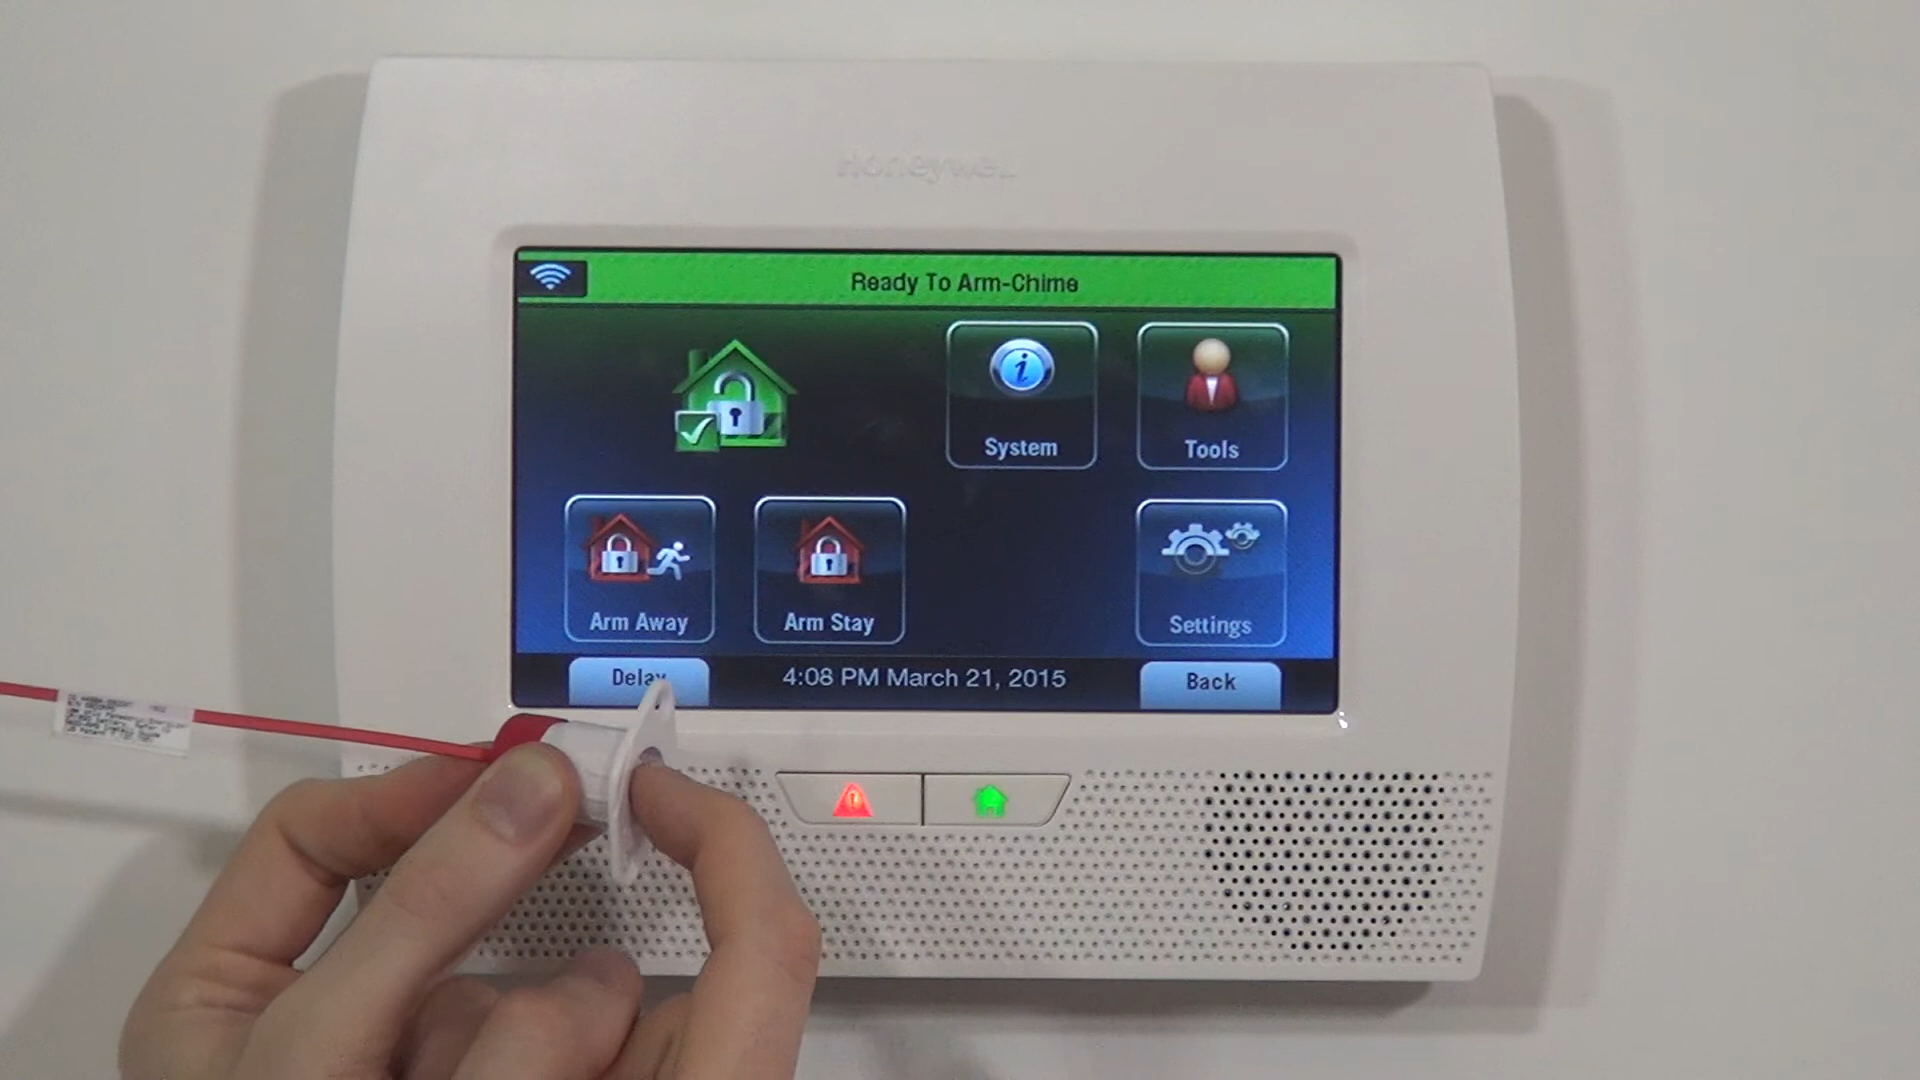 Honeywell
Ready To Arm-Chime
System
Tools
Arm Away
Arm Stay
Settings
Delay
4:08 PM March 21, 2015
Back